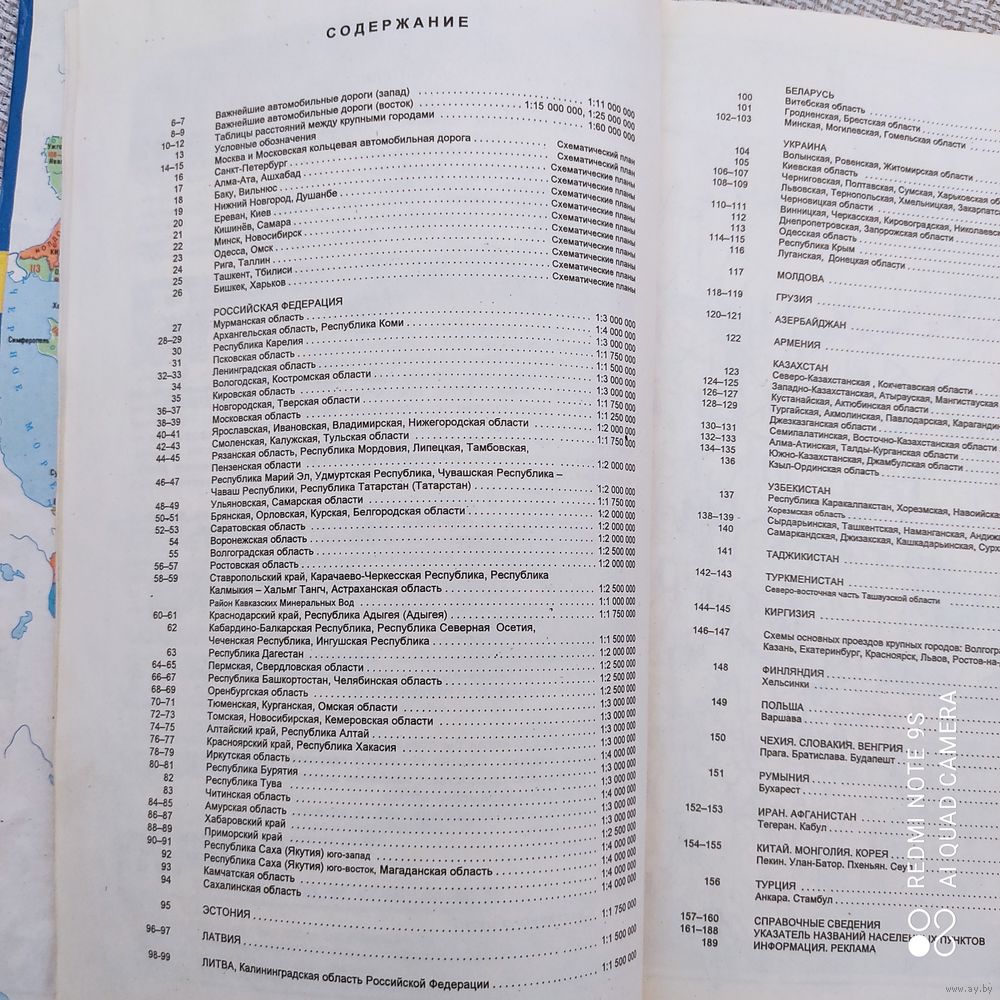 СОДЕРЖАНИЕ
6–7 Важнейшие автомобильные дороги (запад) 1:11 000 000
8–9 Важнейшие автомобильные дороги (восток) 1:15 000 000, 1:25 000 000
10–12 Таблицы расстояний между крупными городами 1:60 000 000
13 Условные обозначения
14–15 Москва и Московская кольцевая автомобильная дорога Схематический план
16 Санкт-Петербург Схематический план
17 Алма-Ата, Ашхабад Схематические планы
18 Баку, Вильнюс Схематические планы
19 Нижний Новгород, Душанбе Схематические планы
20 Ереван, Киев Схематические планы
21 Кишинёв, Самара Схематические планы
22 Минск, Новосибирск Схематические планы
23 Одесса, Омск Схематические планы
24 Рига, Таллин Схематические планы
25 Ташкент, Тбилиси Схематические планы
26 Бишкек, Харьков Схематические планы
РОССИЙСКАЯ ФЕДЕРАЦИЯ
27 Мурманская область 1:3 000 000
28–29 Архангельская область, Республика Коми 1:4 000 000
30 Республика Карелия 1:3 000 000
31 Псковская область 1:1 750 000
32–33 Ленинградская область 1:1 500 000
34 Вологодская, Костромская области 1:3 000 000
35 Кировская область 1:3 000 000
36–37 Новгородская, Тверская области 1:1 750 000
38–39 Московская область 1:1 250 000
40–41 Ярославская, Ивановская, Владимирская, Нижегородская области 1:2 000 000
42–43 Смоленская, Калужская, Тульская области 1:1 750 000
44–45 Рязанская область, Республика Мордовия, Липецкая, Тамбовская,
Пензенская области 1:2 000 000
46–47 Республика Марий Эл, Удмуртская Республика, Чувашская Республика –
Чаваш Республики, Республика Татарстан (Татарстан) 1:2 000 000
48–49 Ульяновская, Самарская области 1:1 750 000
50–51 Брянская, Орловская, Курская, Белгородская области 1:2 000 000
52–53 Саратовская область 1:2 000 000
54 Воронежская область 1:2 000 000
55 Волгоградская область 1:2 500 000
56–57 Ростовская область 1:2 000 000
58–59 Ставропольский край, Карачаево-Черкесская Республика, Республика
Калмыкия – Хальмг Тангч, Астраханская область 1:2 500 000
Район Кавказских Минеральных Вод 1:1 000 000
60–61 Краснодарский край, Республика Адыгея (Адыгея) 1:1 750 000
62 Кабардино-Балкарская Республика, Республика Северная Осетия,
Чеченская Республика, Ингушская Республика 1:1 500 000
63 Республика Дагестан 1:2 000 000
64–65 Пермская, Свердловская области 1:2 500 000
66–67 Республика Башкортостан, Челябинская область 1:2 500 000
68–69 Оренбургская область 1:2 500 000
70–71 Тюменская, Курганская, Омская области 1:3 000 000
72–73 Томская, Новосибирская, Кемеровская области 1:3 000 000
74–75 Алтайский край, Республика Алтай 1:3 000 000
76–77 Красноярский край, Республика Хакасия 1:3 000 000
78–79 Иркутская область 1:4 000 000
80–81 Республика Бурятия 1:3 000 000
82 Республика Тува 1:3 000 000
83 Читинская область 1:4 000 000
84–85 Амурская область 1:3 000 000
86–87 Хабаровский край 1:3 000 000
88–89 Приморский край 1:2 500 000
90–91 Республика Саха (Якутия) юго-запад 1:4 000 000
92 Республика Саха (Якутия) юго-восток, Магаданская область 1:4 000 000
93 Камчатская область 1:4 000 000
94 Сахалинская область 1:4 000 000
95 ЭСТОНИЯ 1:1 750 000
96–97 ЛАТВИЯ 1:1 500 000
98–99 ЛИТВА, Калининградская область Российской Федерации 1:1 500 000
БЕЛАРУСЬ
100 Витебская область
101 Гродненская, Брестская области
102–103 Минская, Могилевская, Гомельская области
УКРАИНА
104 Волынская, Ровенская, Житомирская области
105 Киевская область
106–107 Черниговская, Полтавская, Сумская, Харьковская
108–109 Львовская, Тернопольская, Хмельницкая,
Черновицкая области
110–111 Винницкая, Черкасская, Кировоградская,
112 Днепропетровская, Запорожская области
113 Одесская область
114–115 Республика Крым
116 Луганская, Донецкая области
117 МОЛДОВА
118–119 ГРУЗИЯ
120–121 АЗЕРБАЙДЖАН
122 АРМЕНИЯ
КАЗАХСТАН
123 Северо-Казахстанская, Кокчетавская области
124–125 Западно-Казахстанская, Атырауская, Мангистауская
126–127 Кустанайская, Актюбинская области
128–129 Тургайская, Акмолинская, Павлодарская,
Джезказганская области
130–131 Семипалатинская, Восточно-Казахстанская области
132–133 Алма-Атинская, Талды-Курганская области
134–135 Южно-Казахстанская, Джамбулская области
136 Кзыл-Ординская область
УЗБЕКИСТАН
137 Республика Каракалпакстан, Хорезмская,
Хорезмская область
138–139 Сырдарьинская, Ташкентская, Наманганская,
140 Самаркандская, Джизакская, Кашкадарьинская,
141 ТАДЖИКИСТАН
142–143 ТУРКМЕНИСТАН
Северо-восточная часть Ташаузской области
144–145 КИРГИЗИЯ
146–147 Схемы основных проездов крупных городов:
Казань, Екатеринбург, Красноярск, Львов,
148 ФИНЛЯНДИЯ
Хельсинки
149 ПОЛЬША
Варшава
150 ЧЕХИЯ. СЛОВАКИЯ. ВЕНГРИЯ
Прага. Братислава. Будапешт
151 РУМЫНИЯ
Бухарест
152–153 ИРАН. АФГАНИСТАН
Тегеран. Кабул
154–155 КИТАЙ. МОНГОЛИЯ. КОРЕЯ
Пекин. Улан-Батор. Пхеньян.
156 ТУРЦИЯ
Анкара. Стамбул
157–160 СПРАВОЧНЫЕ СВЕДЕНИЯ
161–188 УКАЗАТЕЛЬ НАЗВАНИЙ НАСЕЛЕННЫХ ПУНКТОВ
189 ИНФОРМАЦИЯ. РЕКЛАМА
Симферополь
113
REDMI NOTE 9S
AI QUAD CAMERA
www.ay.by